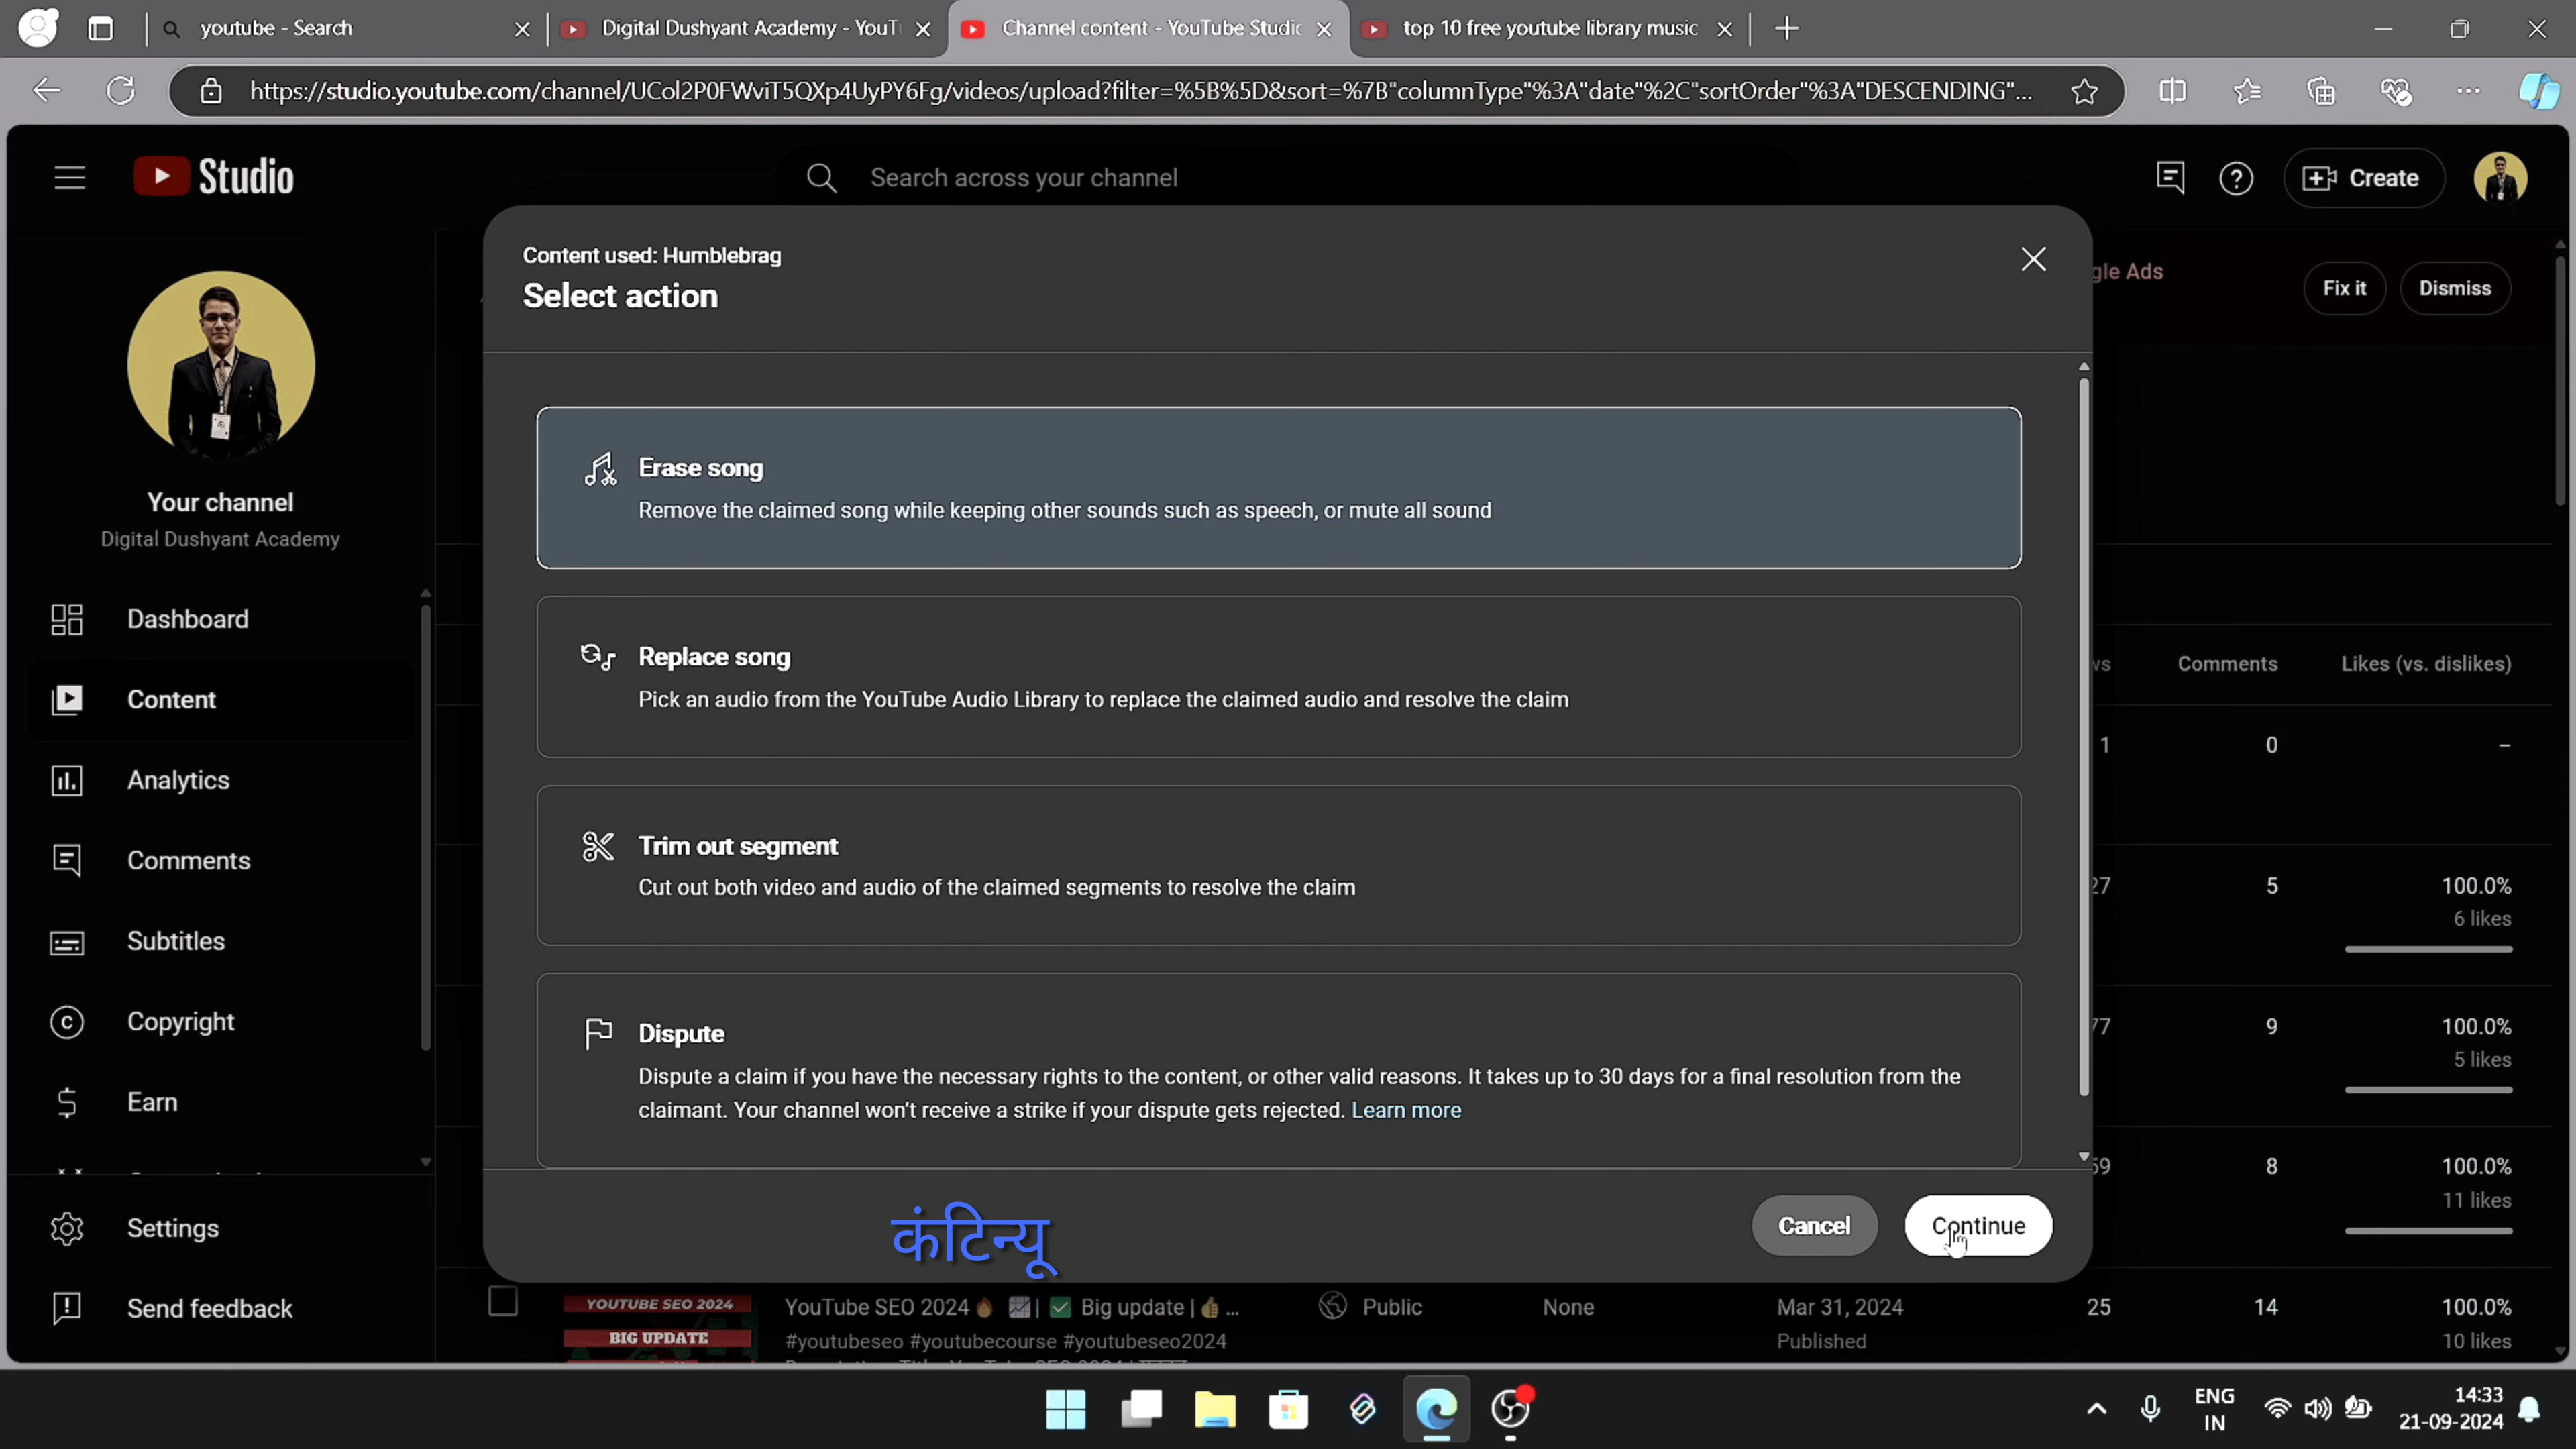 youtube - Search
Digital Dushyant Academy - YouT
Channel content - YouTube Studic
top 10 free youtube library music
https://studio.youtube.com/channel/UCol2P0FWviT5QXp4UyPY6Fg/videos/upload?filter=%5B%5D&sort=%7B"columnType"%3A"date"%2C"sortOrder"%3A"DESCENDING"...
Studio
Search across your channel
Create
Content used: Humblebrag
Select action
gle Ads
Fix it
Dismiss
Your channel
Digital Dushyant Academy
Dashboard
Content
Analytics
Comments
Subtitles
Copyright
Earn
Settings
Send feedback
Erase song
Remove the claimed song while keeping other sounds such as speech, or mute all sound
Replace song
Pick an audio from the YouTube Audio Library to replace the claimed audio and resolve the claim
Trim out segment
Cut out both video and audio of the claimed segments to resolve the claim
Dispute
Dispute a claim if you have the necessary rights to the content, or other valid reasons. It takes up to 30 days for a final resolution from the
claimant. Your channel won't receive a strike if your dispute gets rejected. Learn more
Cancel
Continue
कंटिन्यू
vs Comments Likes (vs. dislikes)
1 0 –
27 5 100.0%
6 likes
77 9 100.0%
5 likes
59 8 100.0%
11 likes
YOUTUBE SEO 2024
BIG UPDATE
YouTube SEO 2024🔥 📈| ✅ Big update |👍 ...
#youtubeseo #youtubecourse #youtubeseo2024
Public
None
Mar 31, 2024
Published
25 14 100.0%
10 likes
ENG
IN
14:33
21-09-2024